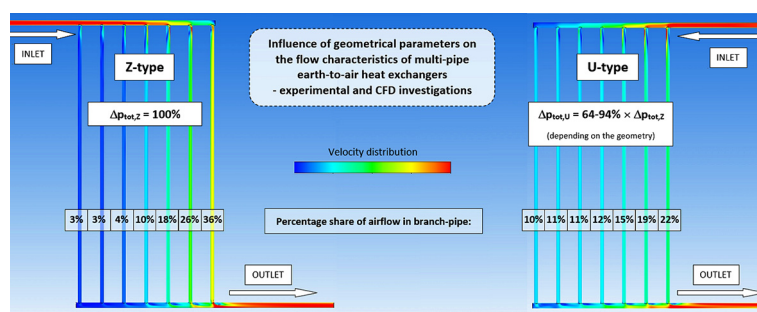 INLET
Z-type
Δptot,Z = 100%
3% 3% 4% 10% 18% 26% 36%
OUTLET
Influence of geometrical parameters on
the flow characteristics of multi-pipe
earth-to-air heat exchangers
- experimental and CFD investigations
Velocity distribution
Percentage share of airflow in branch-pipe:
INLET
U-type
Δptot,U = 64-94% × Δptot,Z
(depending on the geometry)
10% 11% 11% 12% 15% 19% 22%
OUTLET